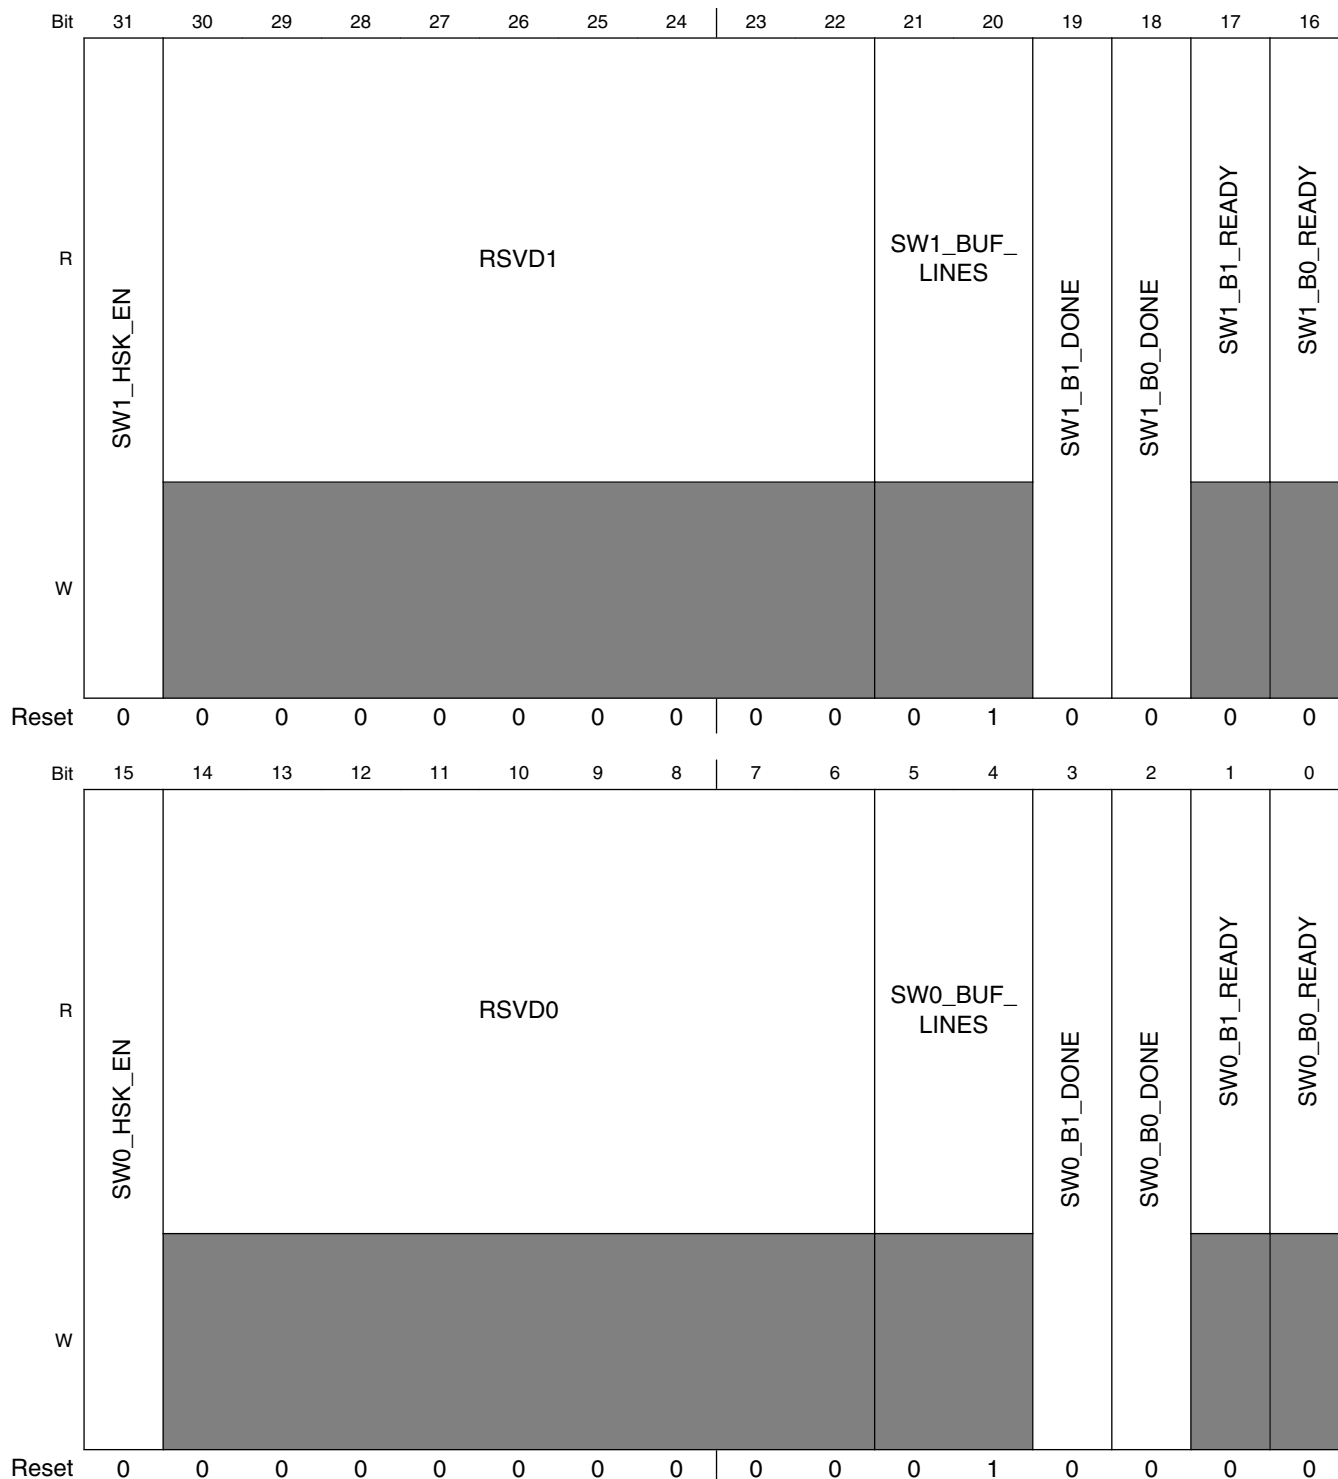 Bit 31 30 29 28 27 26 25 24 23 22 21 20 19 18 17 16
R
SW1_HSK_EN
RSVD1
SW1_BUF_
LINES
SW1_B1_DONE
SW1_B0_DONE
SW1_B1_READY
SW1_B0_READY
W
Reset 0 0 0 0 0 0 0 0 0 0 0 1 0 0 0 0
Bit 15 14 13 12 11 10 9 8 7 6 5 4 3 2 1 0
R
SW0_HSK_EN
RSVD0
SW0_BUF_
LINES
SW0_B1_DONE
SW0_B0_DONE
SW0_B1_READY
SW0_B0_READY
W
Reset 0 0 0 0 0 0 0 0 0 0 0 1 0 0 0 0